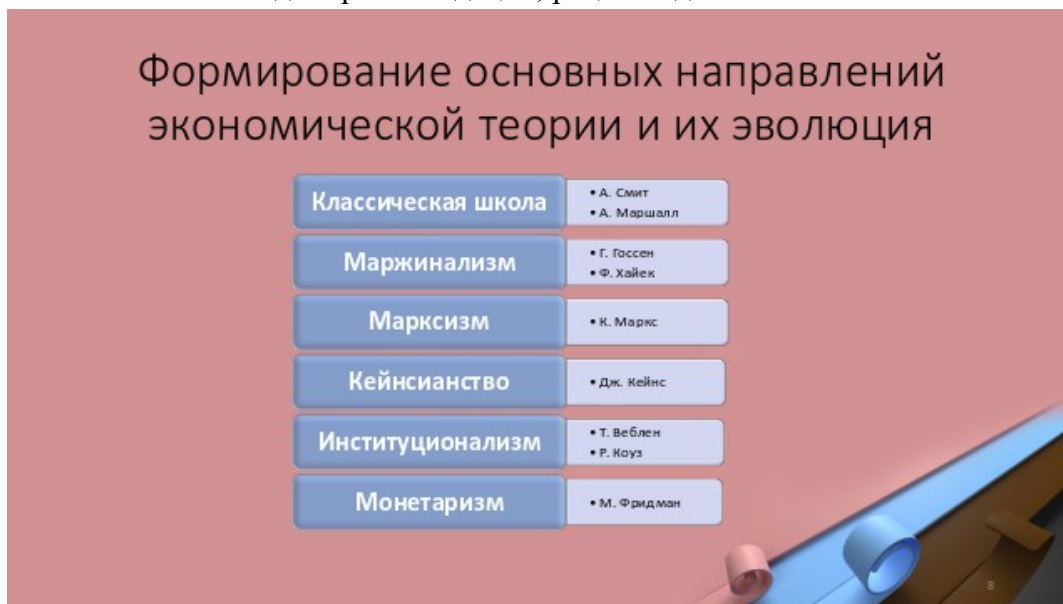 Формирование основных направлений
экономической теории и их эволюция
Классическая школа
• А. Смит
• А. Маршалл
Маржинализм
• Г. Госсен
• Ф. Хайек
Марксизм
• К. Маркс
Кейнсианство
• Дж. Кейнс
Институционализм
• Т. Веблен
• Р. Коуз
Монетаризм
• М. Фридман
8